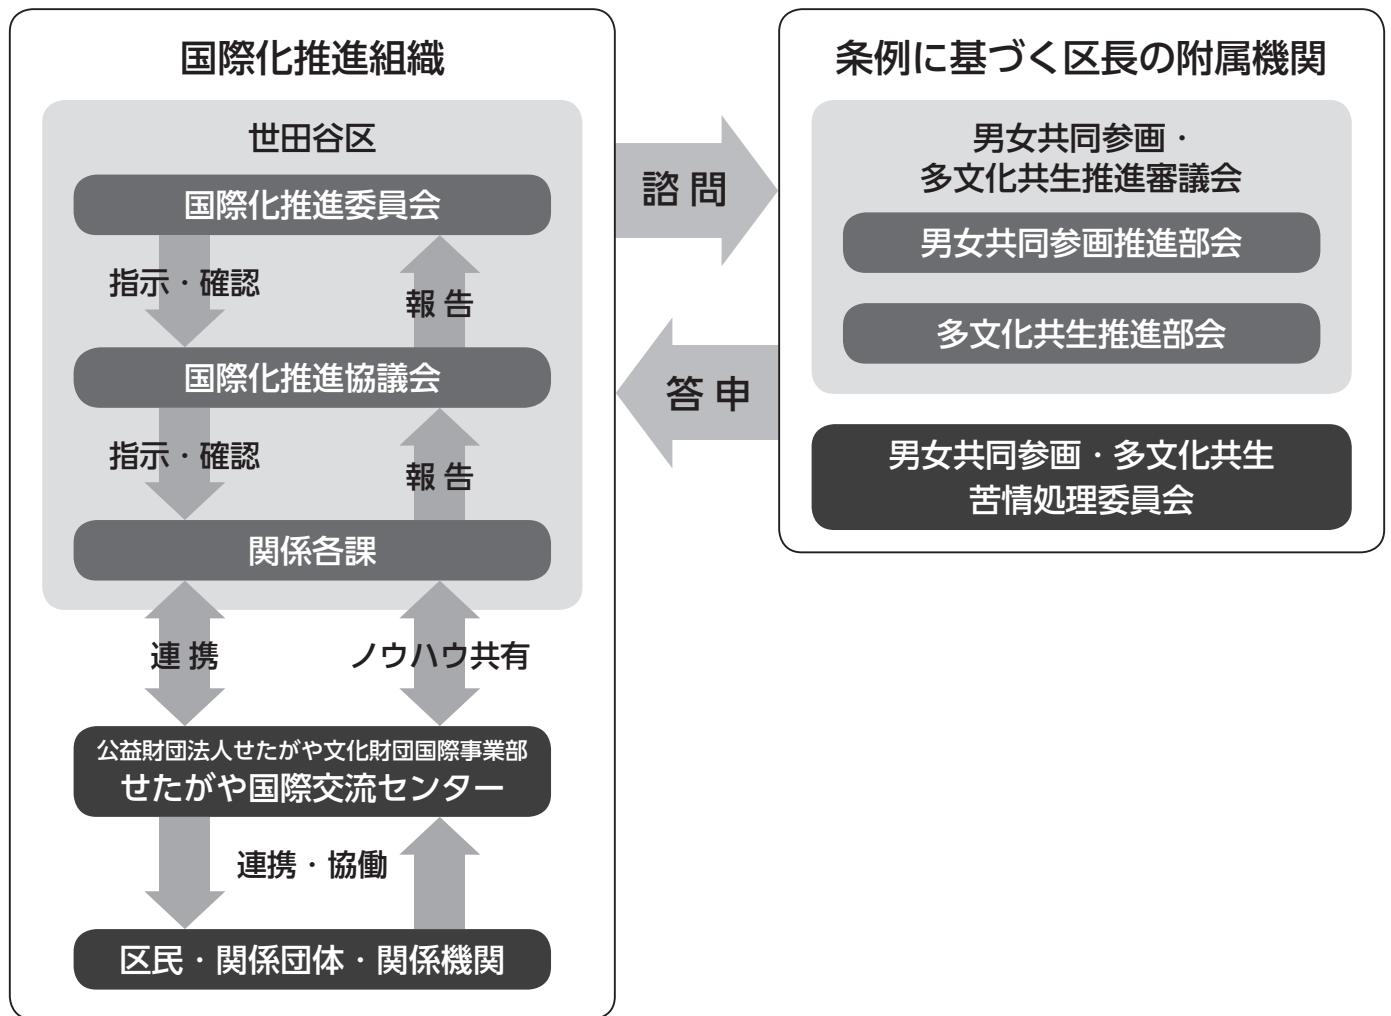 国際化推進組織
世田谷区
国際化推進委員会
指示・確認
報告
国際化推進協議会
指示・確認
報告
関係各課
連携
ノウハウ共有
公益財団法人せたがや文化財団国際事業部
せたがや国際交流センター
連携・協働
区民・関係団体・関係機関
諮問
答申
条例に基づく区長の附属機関
男女共同参画・
多文化共生推進審議会
男女共同参画推進部会
多文化共生推進部会
男女共同参画・多文化共生
苦情処理委員会